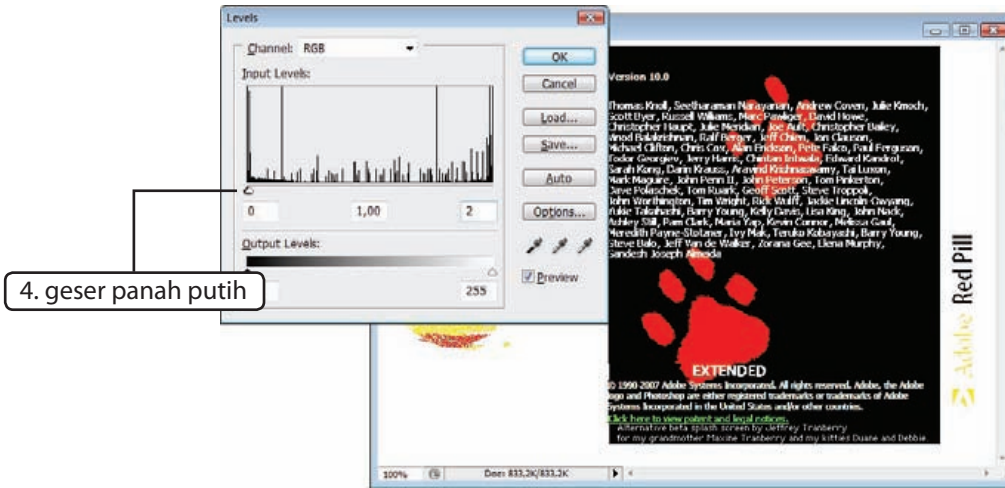 Levels
Channel: RGB
Input Levels:
0 1,00 2
Output Levels:
255
OK
Cancel
Load...
Save...
Auto
Options...
Preview
4. geser panah putih
Version 10.0
Thomas Knoll, Seetharaman Narayanan, Andrew Coven, Julie Kmoch,
Scott Byer, Russell Williams, Marc Pawliger, David Howe,
Christopher Haupt, Julie Meridian, Joe Ault, Christopher Bailey,
Vinod Balakrishnan, Ralf Berger, Jeff Chien, Jon Clauson,
Michael Clifton, Chris Cox, Alan Erickson, Pete Falco, Paul Ferguson,
Todor Georgiev, Jerry Harris, Chintan Intwala, Edward Kandrot,
Sarah Kong, Darin Krauss, Aravind Krishnaswamy, Tai Luxon,
Mark Maguire, John Penn II, John Peterson, Tom Pinkerton,
Dave Polaschek, Tom Ruark, Geoff Scott, Steve Troppoli,
John Worthington, Tim Wright, Rick Wulff, Jackie Lincoln-Owyang,
Yukie Takahashi, Barry Young, Kelly Davis, Lisa King, John Nack,
Ashley Still, Pam Clark, Maria Yap, Kevin Connor, Melissa Gaul,
Meredith Payne-Stotzner, Ivy Mak, Teruko Kobayashi, Barry Young,
Steve Balo, Jeff Van de Walker, Zorana Gee, Elena Murphy,
Sandesh Joseph Almeida
EXTENDED
© 1990-2007 Adobe Systems Incorporated. All rights reserved. Adobe, the Adobe
logo and Photoshop are either registered trademarks or trademarks of Adobe
Systems Incorporated in the United States and/or other countries.
Click here to view patent and legal notices.
Alternative beta splash screen by Jeffrey Tranberry
for my grandmother Maxine Tranberry and my kitties Duane and Debbie.
Adobe Red Pill
100% Doc: 833,2K/833,2K